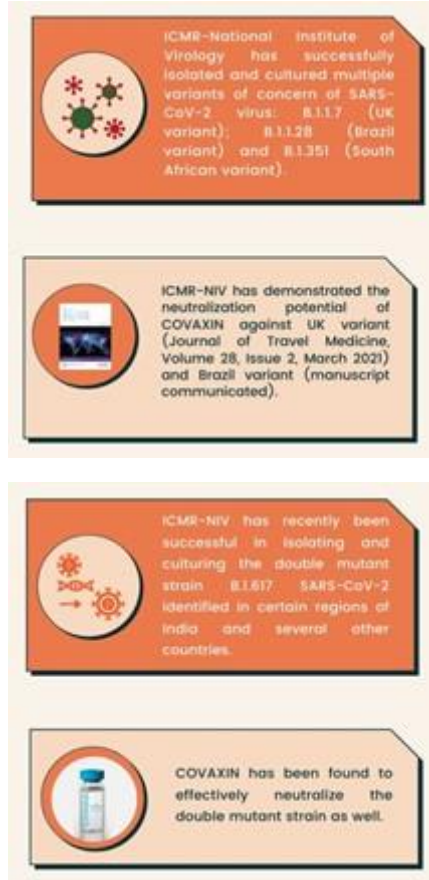 ICMR-National Institute of
Virology has successfully
isolated and cultured multiple
variants of concern of SARS-
CoV-2 virus: B.1.1.7 (UK
variant); B.1.1.28 (Brazil
variant) and B.1.351 (South
African variant).
ICMR-NIV has demonstrated the
neutralization potential of
COVAXIN against UK variant
(Journal of Travel Medicine,
Volume 28, Issue 2, March 2021)
and Brazil variant (manuscript
communicated).
ICMR-NIV has recently been
successful in isolating and
culturing the double mutant
strain B.1.617 SARS-CoV-2
identified in certain regions of
India and several other
countries.
COVAXIN has been found to
effectively neutralize the
double mutant strain as well.